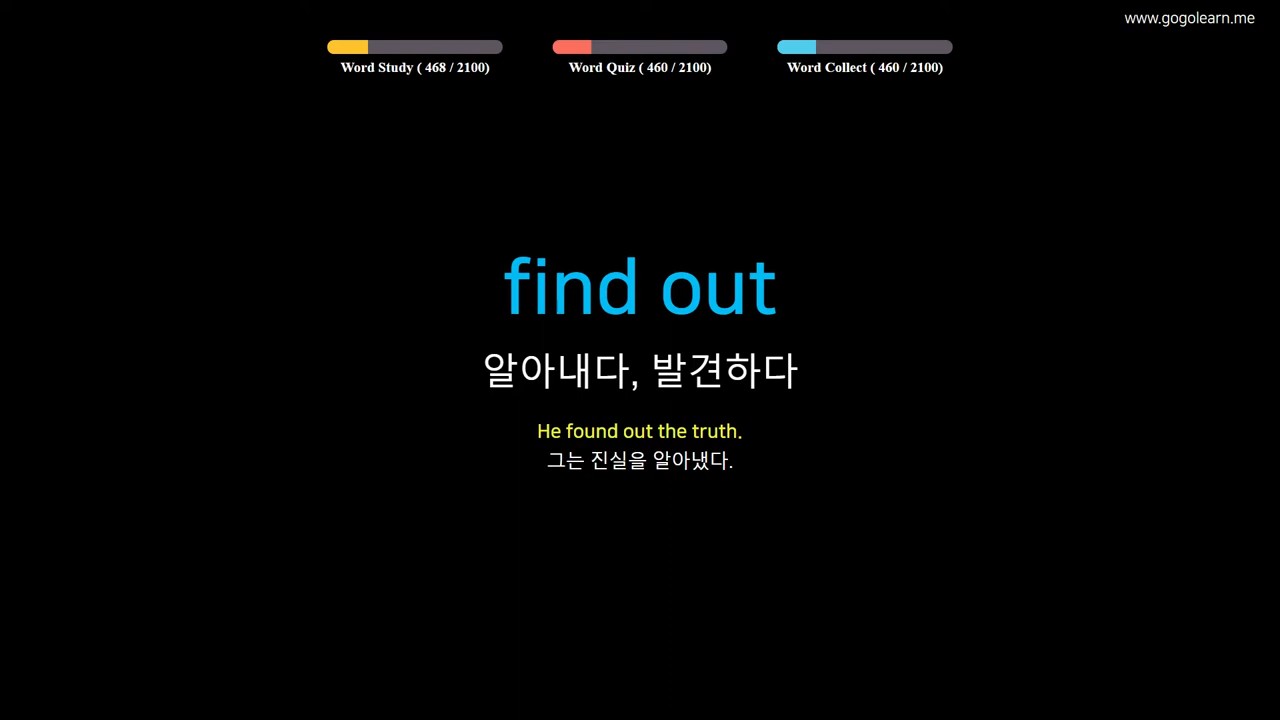 www.gogolearn.me
Word Study ( 468 / 2100)
Word Quiz ( 460 / 2100)
Word Collect ( 460 / 2100)
find out
알아내다, 발견하다
He found out the truth.
그는 진실을 알아냈다.